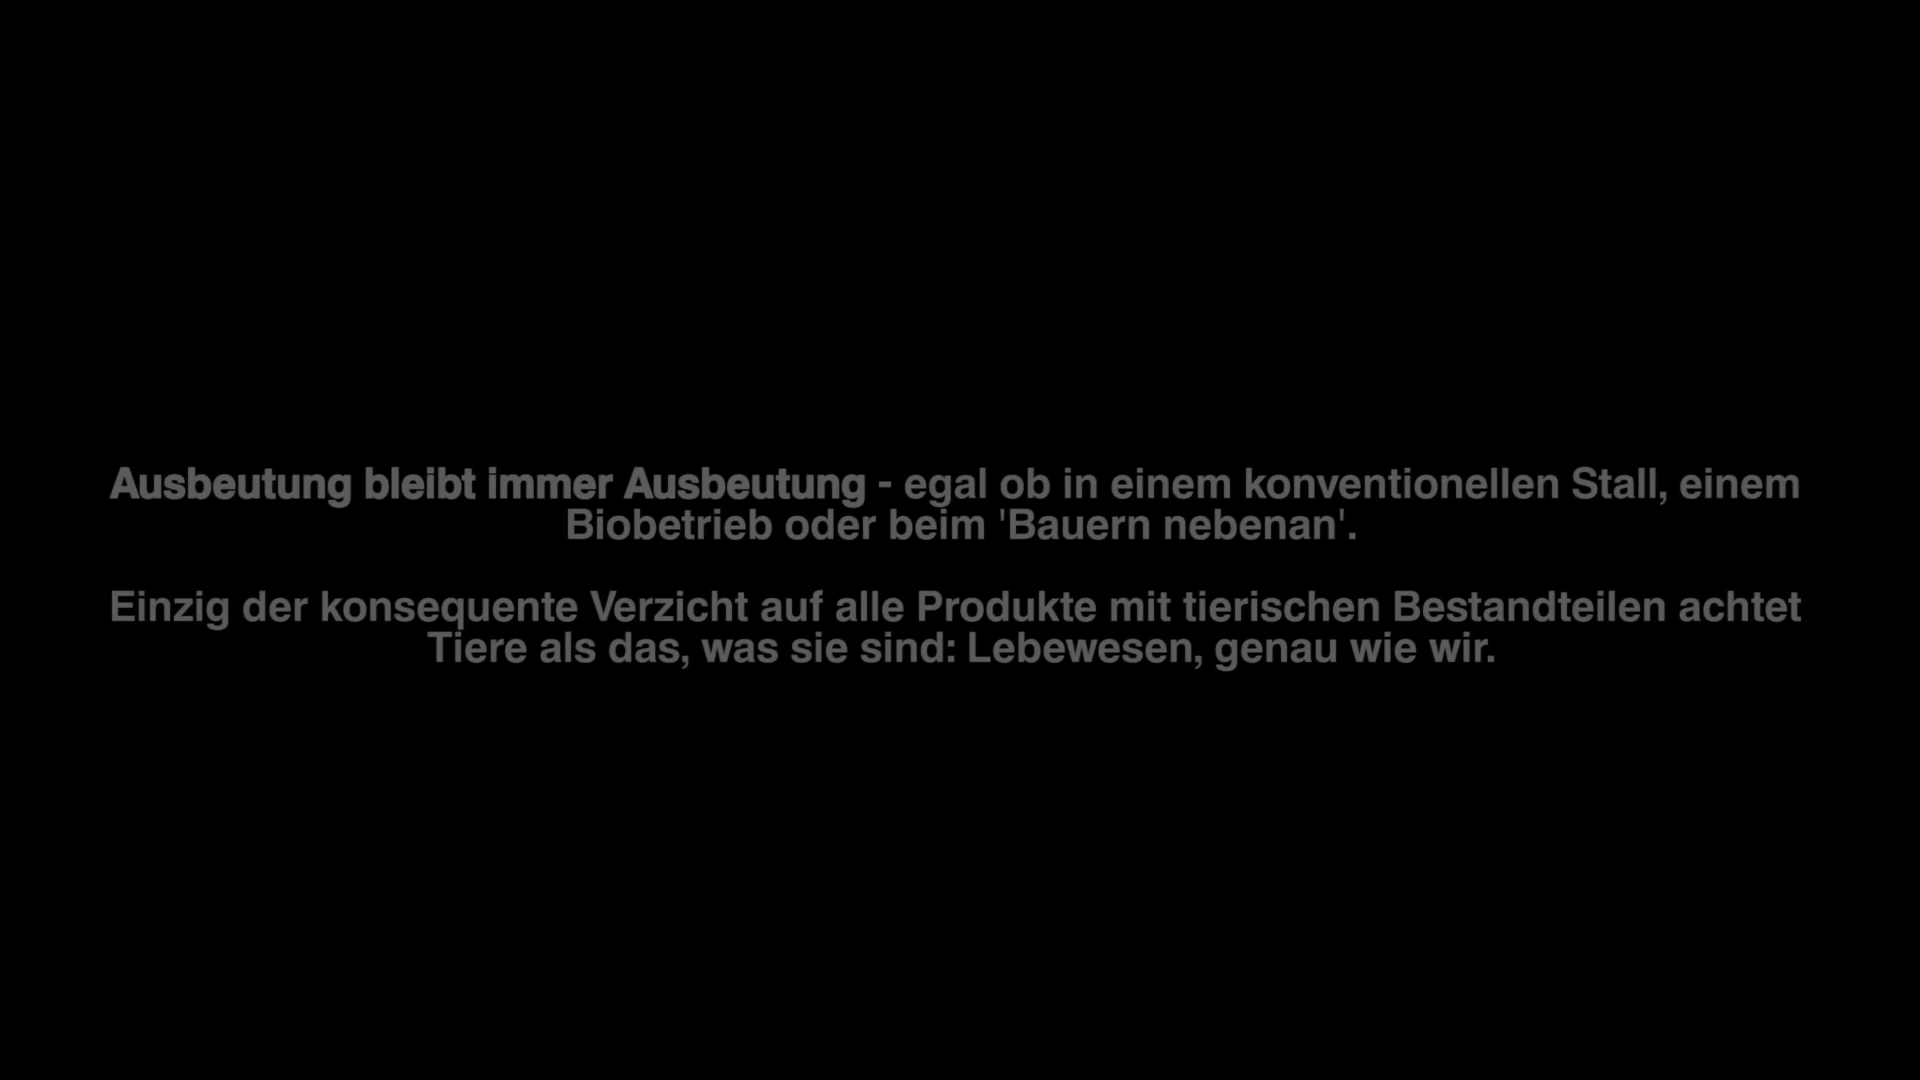 Ausbeutung bleibt immer Ausbeutung - egal ob in einem konventionellen Stall, einem
Biobetrieb oder beim 'Bauern nebenan'.
Einzig der konsequente Verzicht auf alle Produkte mit tierischen Bestandteilen achtet
Tiere als das, was sie sind: Lebewesen, genau wie wir.